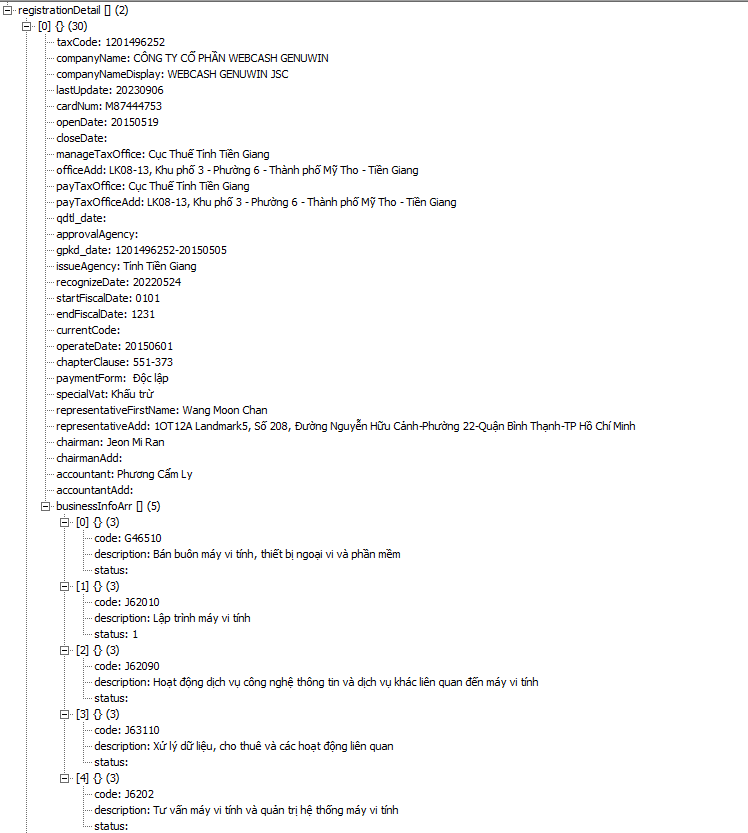 registrationDetail [] (2)
[0] {} (30)
taxCode: 1201496252
companyName: CÔNG TY CỔ PHẦN WEBCASH GENUWIN
companyNameDisplay: WEBCASH GENUWIN JSC
lastUpdate: 20230906
cardNum: M87444753
openDate: 20150519
closeDate:
manageTaxOffice: Cục Thuế Tỉnh Tiền Giang
officeAdd: LK08-13, Khu phố 3 - Phường 6 - Thành phố Mỹ Tho - Tiền Giang
payTaxOffice: Cục Thuế Tỉnh Tiền Giang
payTaxOfficeAdd: LK08-13, Khu phố 3 - Phường 6 - Thành phố Mỹ Tho - Tiền Giang
qdtl_date:
approvalAgency:
gpkd_date: 1201496252-20150505
issueAgency: Tỉnh Tiền Giang
recognizeDate: 20220524
startFiscalDate: 0101
endFiscalDate: 1231
currentCode:
operateDate: 20150601
chapterClause: 551-373
paymentForm: Độc lập
specialVat: Khấu trừ
representativeFirstName: Wang Moon Chan
representativeAdd: 1OT12A Landmark5, Số 208, Đường Nguyễn Hữu Cảnh-Phường 22-Quận Bình Thạnh-TP Hồ Chí Minh
chairman: Jeon Mi Ran
chairmanAdd:
accountant: Phương Cẩm Ly
accountantAdd:
businessInfoArr [] (5)
[0] {} (3)
code: G46510
description: Bán buôn máy vi tính, thiết bị ngoại vi và phần mềm
status:
[1] {} (3)
code: J62010
description: Lập trình máy vi tính
status: 1
[2] {} (3)
code: J62090
description: Hoạt động dịch vụ công nghệ thông tin và dịch vụ khác liên quan đến máy vi tính
status:
[3] {} (3)
code: J63110
description: Xử lý dữ liệu, cho thuê và các hoạt động liên quan
status:
[4] {} (3)
code: J6202
description: Tư vấn máy vi tính và quản trị hệ thống máy vi tính
status: